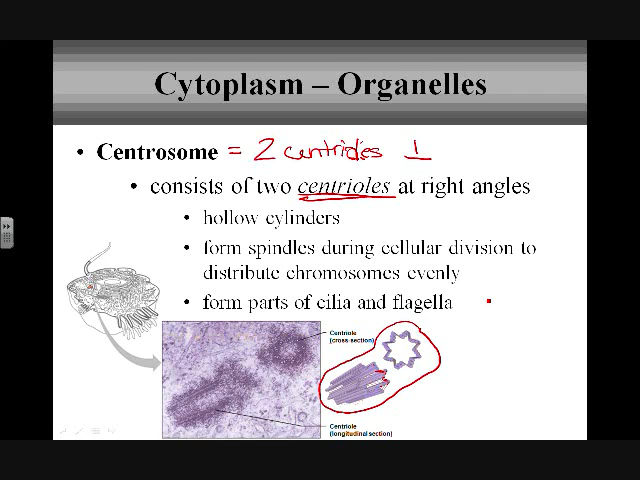 Cytoplasm – Organelles
• Centrosome = 2 centrioles ⊥
• consists of two centrioles at right angles
• hollow cylinders
• form spindles during cellular division to
distribute chromosomes evenly
• form parts of cilia and flagella
Centriole
(cross-section)
Centriole
(longitudinal section)